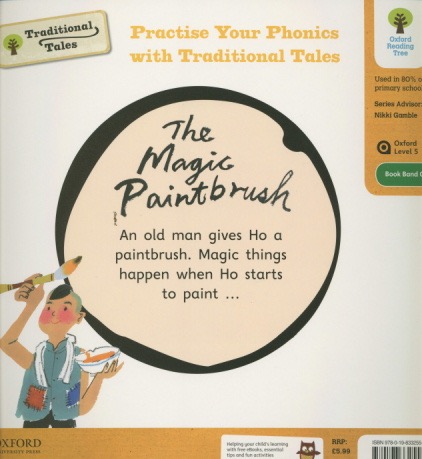 Traditional
Tales
Practise Your Phonics
with Traditional Tales
Oxford
Reading
Tree
Used in 80% o
primary school
Series Advisor
Nikki Gamble
Oxford
Level 5
Book Band G
The
Magic
Paintbrush
An old man gives Ho a
paintbrush. Magic things
happen when Ho starts
to paint ...
OXFORD
UNIVERSITY PRESS
Helping your child's learning
with free eBooks, essential
tips and fun activities
RRP:
£5.99
ISBN 978-0-19-833255